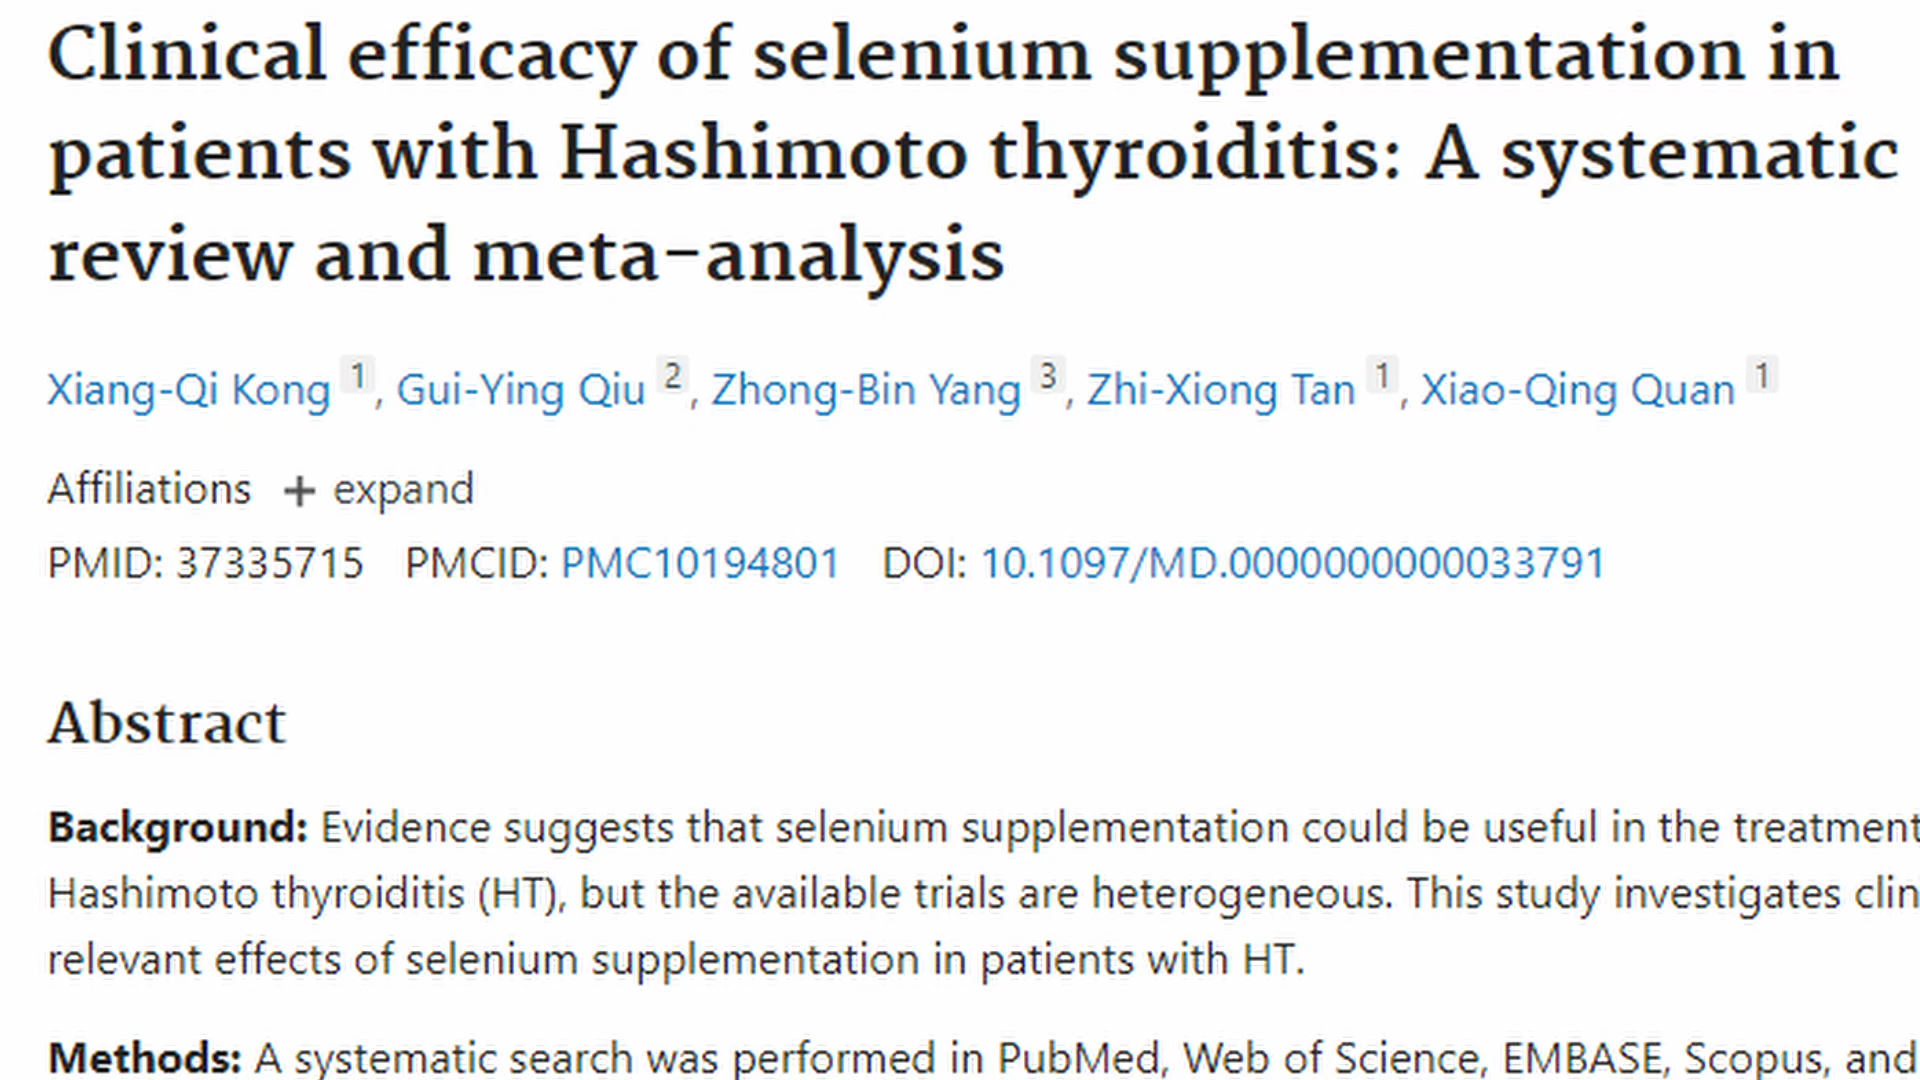 Clinical efficacy of selenium supplementation in
patients with Hashimoto thyroiditis: A systematic
review and meta-analysis
Xiang-Qi Kong 1, Gui-Ying Qiu 2, Zhong-Bin Yang 3, Zhi-Xiong Tan 1, Xiao-Qing Quan 1
Affiliations + expand
PMID: 37335715 PMCID: PMC10194801 DOI: 10.1097/MD.0000000000033791
Abstract
Background: Evidence suggests that selenium supplementation could be useful in the treatment
Hashimoto thyroiditis (HT), but the available trials are heterogeneous. This study investigates clin
relevant effects of selenium supplementation in patients with HT.
Methods: A systematic search was performed in PubMed, Web of Science, EMBASE, Scopus, and